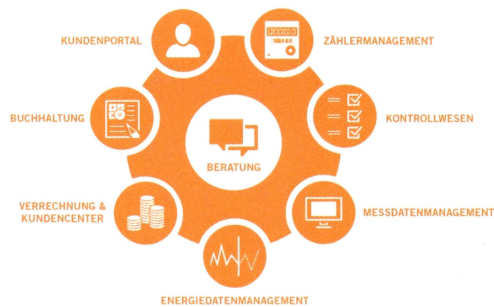 KUNDENPORTAL
ZÄHLERMANAGEMENT
BUCHHALTUNG
KONTROLLWESEN
BERATUNG
VERRECHNUNG &
KUNDENCENTER
MESSDATENMANAGEMENT
ENERGIEDATENMANAGEMENT